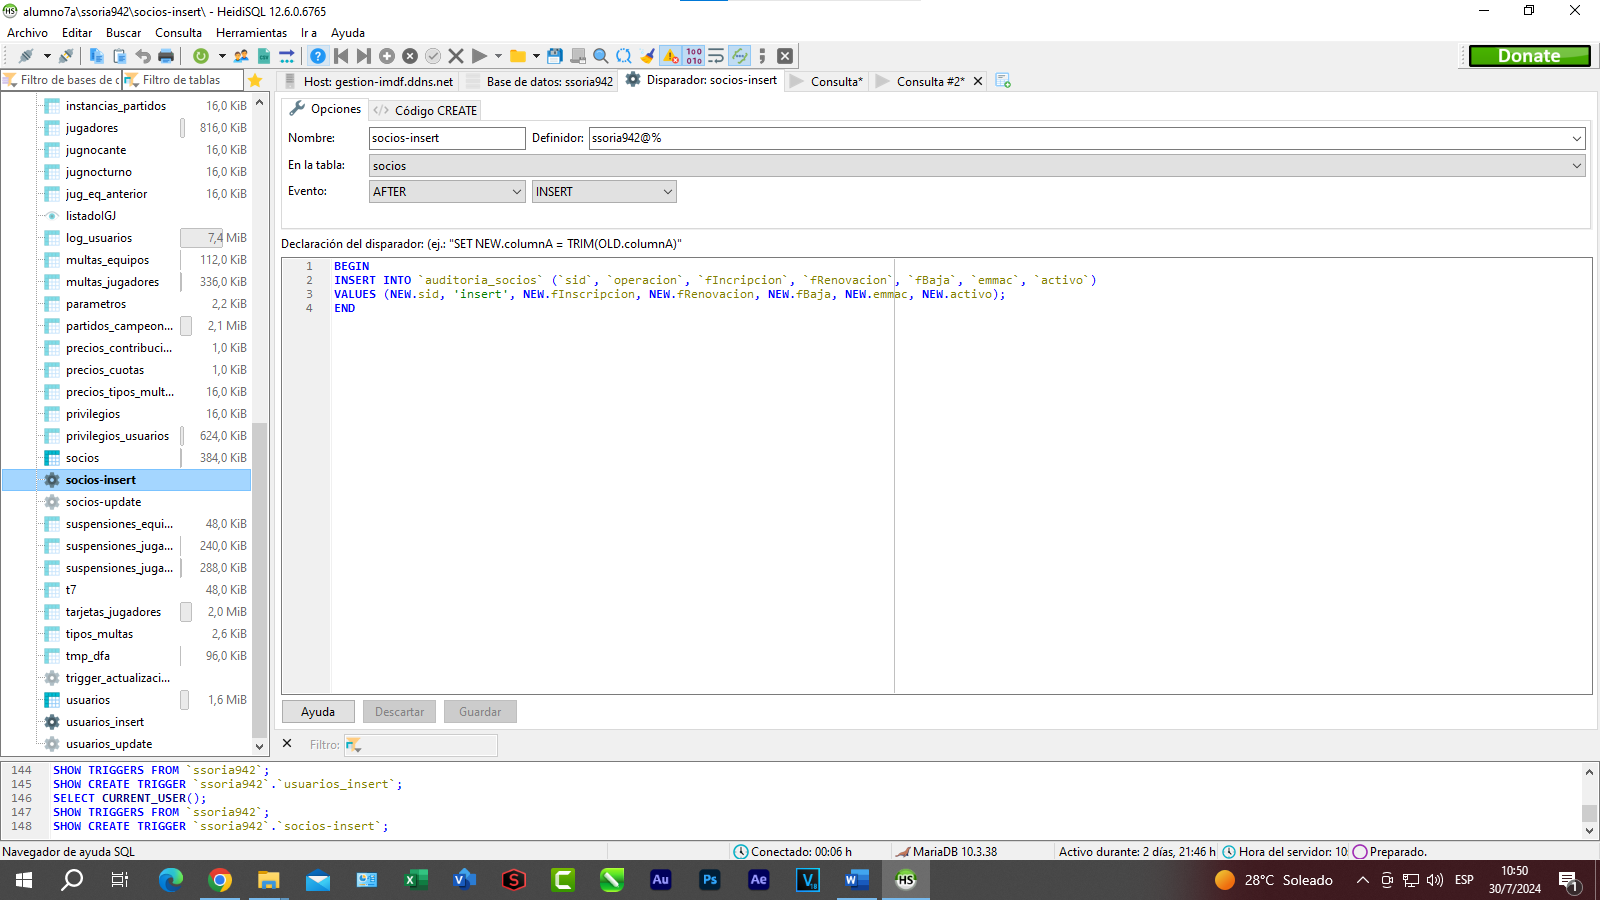 alumno7a\ssoria942\socios-insert\ - HeidiSQL 12.6.0.6765
Archivo Editar Buscar Consulta Herramientas Ir a Ayuda
Donate
Filtro de bases de d Filtro de tablas
Host: gestion-imdf.ddns.net Base de datos: ssoria942 Disparador: socios-insert Consulta* Consulta #2*
instancias_partidos 16,0 KiB
jugadores 816,0 KiB
jugnocante 16,0 KiB
jugnocturno 16,0 KiB
jug_eq_anterior 16,0 KiB
listadoIGJ
log_usuarios 7,4 MiB
multas_equipos 112,0 KiB
multas_jugadores 336,0 KiB
parametros 2,2 KiB
partidos_campeon... 2,1 MiB
precios_contribuci... 1,0 KiB
precios_cuotas 1,0 KiB
precios_tipos_mult... 16,0 KiB
privilegios 16,0 KiB
privilegios_usuarios 624,0 KiB
socios 384,0 KiB
socios-insert
socios-update
suspensiones_equi... 48,0 KiB
suspensiones_juga... 240,0 KiB
suspensiones_juga... 288,0 KiB
t7 48,0 KiB
tarjetas_jugadores 2,0 MiB
tipos_multas 2,6 KiB
tmp_dfa 96,0 KiB
trigger_actualizaci...
usuarios 1,6 MiB
usuarios_insert
usuarios_update
Opciones Código CREATE
Nombre: socios-insert Definidor: ssoria942@%
En la tabla: socios
Evento: AFTER INSERT
Declaración del disparador: (ej.: "SET NEW.columnA = TRIM(OLD.columnA)"
1 BEGIN
2 INSERT INTO `auditoria_socios` (`sid`, `operacion`, `fIncripcion`, `fRenovacion`, `fBaja`, `emmac`, `activo`)
3 VALUES (NEW.sid, 'insert', NEW.fInscripcion, NEW.fRenovacion, NEW.fBaja, NEW.emmac, NEW.activo);
4 END
Ayuda Descartar Guardar
Filtro:
144 SHOW TRIGGERS FROM `ssoria942`;
145 SHOW CREATE TRIGGER `ssoria942`.`usuarios_insert`;
146 SELECT CURRENT_USER();
147 SHOW TRIGGERS FROM `ssoria942`;
148 SHOW CREATE TRIGGER `ssoria942`.`socios-insert`;
Navegador de ayuda SQL Conectado: 00:06 h MariaDB 10.3.38 Activo durante: 2 días, 21:46 h Hora del servidor: 10 Preparado.
28°C Soleado ESP 10:50
30/7/2024 1